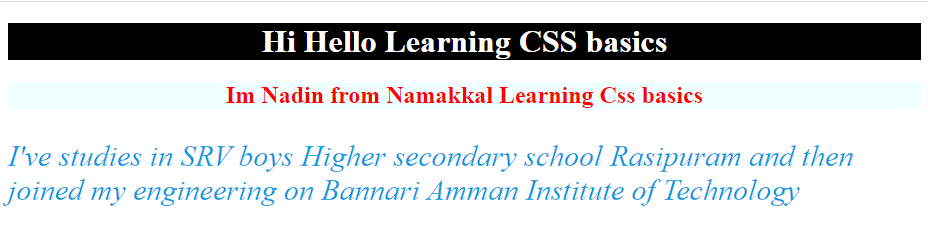 Hi Hello Learning CSS basics
Im Nadin from Namakkal Learning Css basics
I've studies in SRV boys Higher secondary school Rasipuram and then
joined my engineering on Bannari Amman Institute of Technology